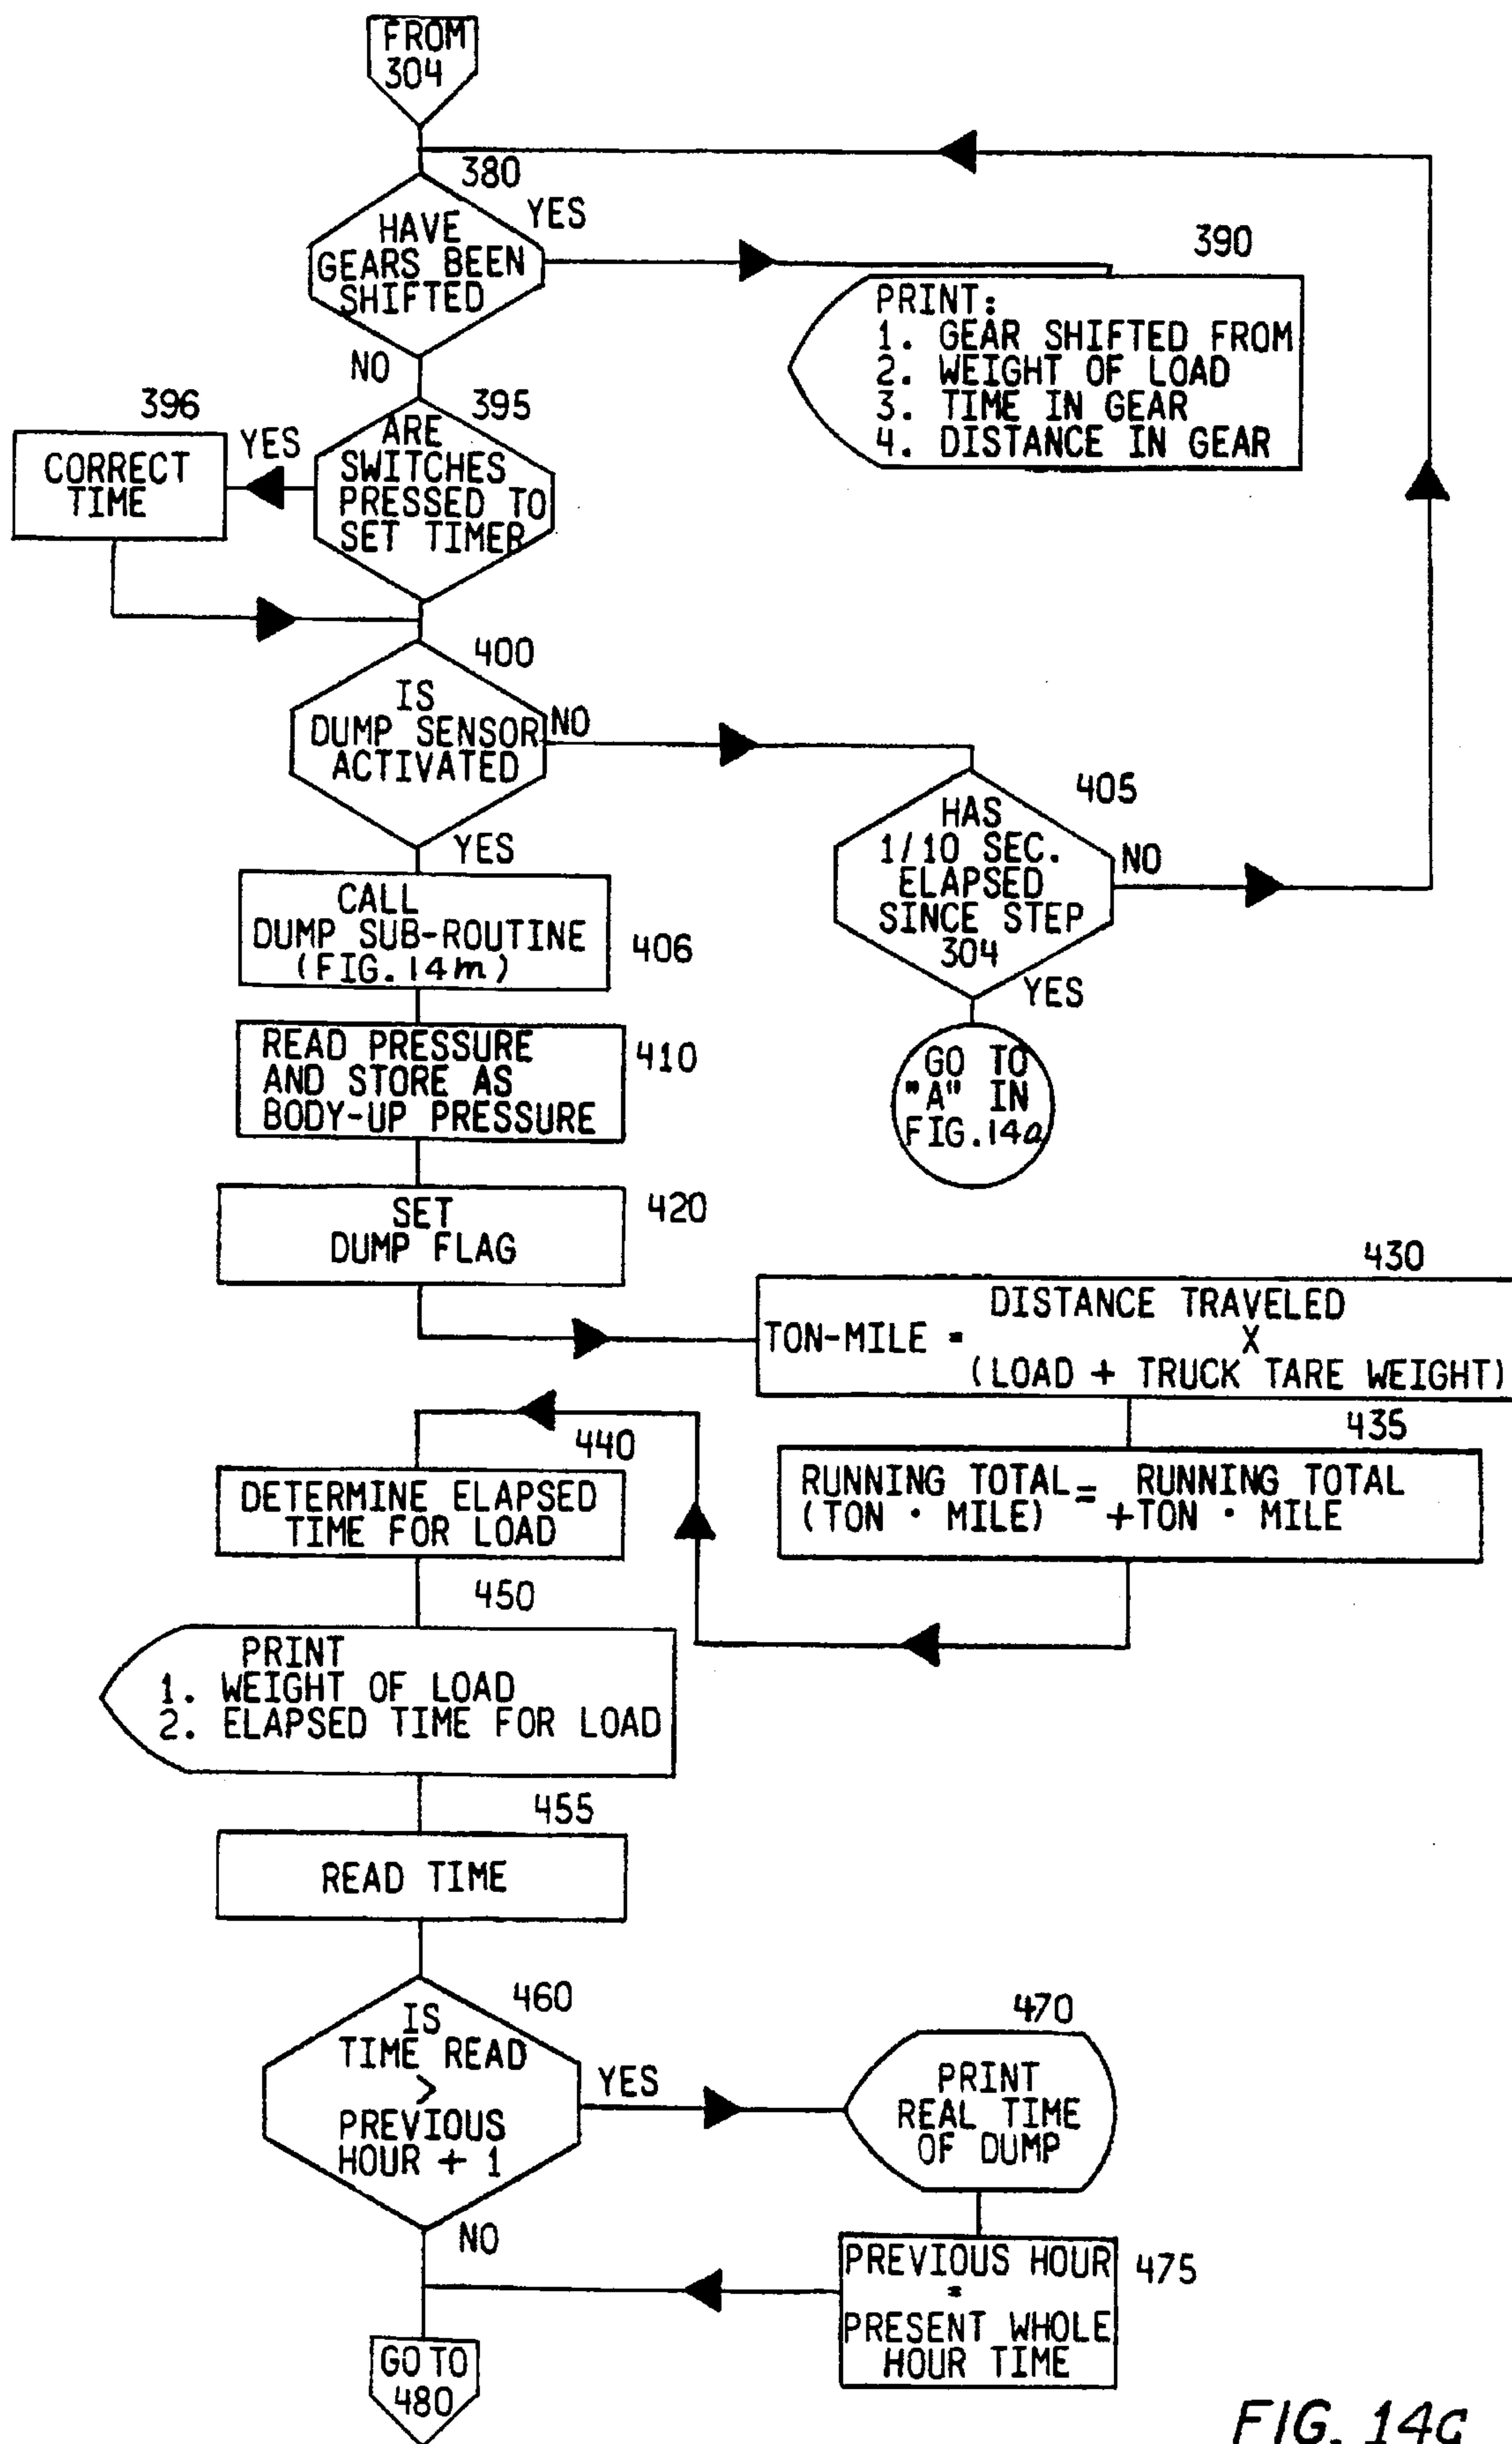 FROM
304
380
HAVE
GEARS BEEN
SHIFTED
YES
NO
390
PRINT:
1. GEAR SHIFTED FROM
2. WEIGHT OF LOAD
3. TIME IN GEAR
4. DISTANCE IN GEAR
395
ARE
SWITCHES
PRESSED TO
SET TIMER
YES
396
CORRECT
TIME
400
IS
DUMP SENSOR
ACTIVATED
NO
YES
405
HAS
1/10 SEC.
ELAPSED
SINCE STEP
304
NO
YES
GO TO
"A" IN
FIG.14a
CALL
DUMP SUB-ROUTINE
(FIG.14m)
406
READ PRESSURE
AND STORE AS
BODY-UP PRESSURE
410
SET
DUMP FLAG
420
430
DISTANCE TRAVELED
TON-MILE = X
(LOAD + TRUCK TARE WEIGHT)
435
RUNNING TOTAL = RUNNING TOTAL
(TON · MILE) +TON · MILE
440
DETERMINE ELAPSED
TIME FOR LOAD
450
PRINT
1. WEIGHT OF LOAD
2. ELAPSED TIME FOR LOAD
455
READ TIME
460
IS
TIME READ
>
PREVIOUS
HOUR + 1
YES
NO
470
PRINT
REAL TIME
OF DUMP
475
PREVIOUS HOUR
=
PRESENT WHOLE
HOUR TIME
GO TO
480
FIG. 14c